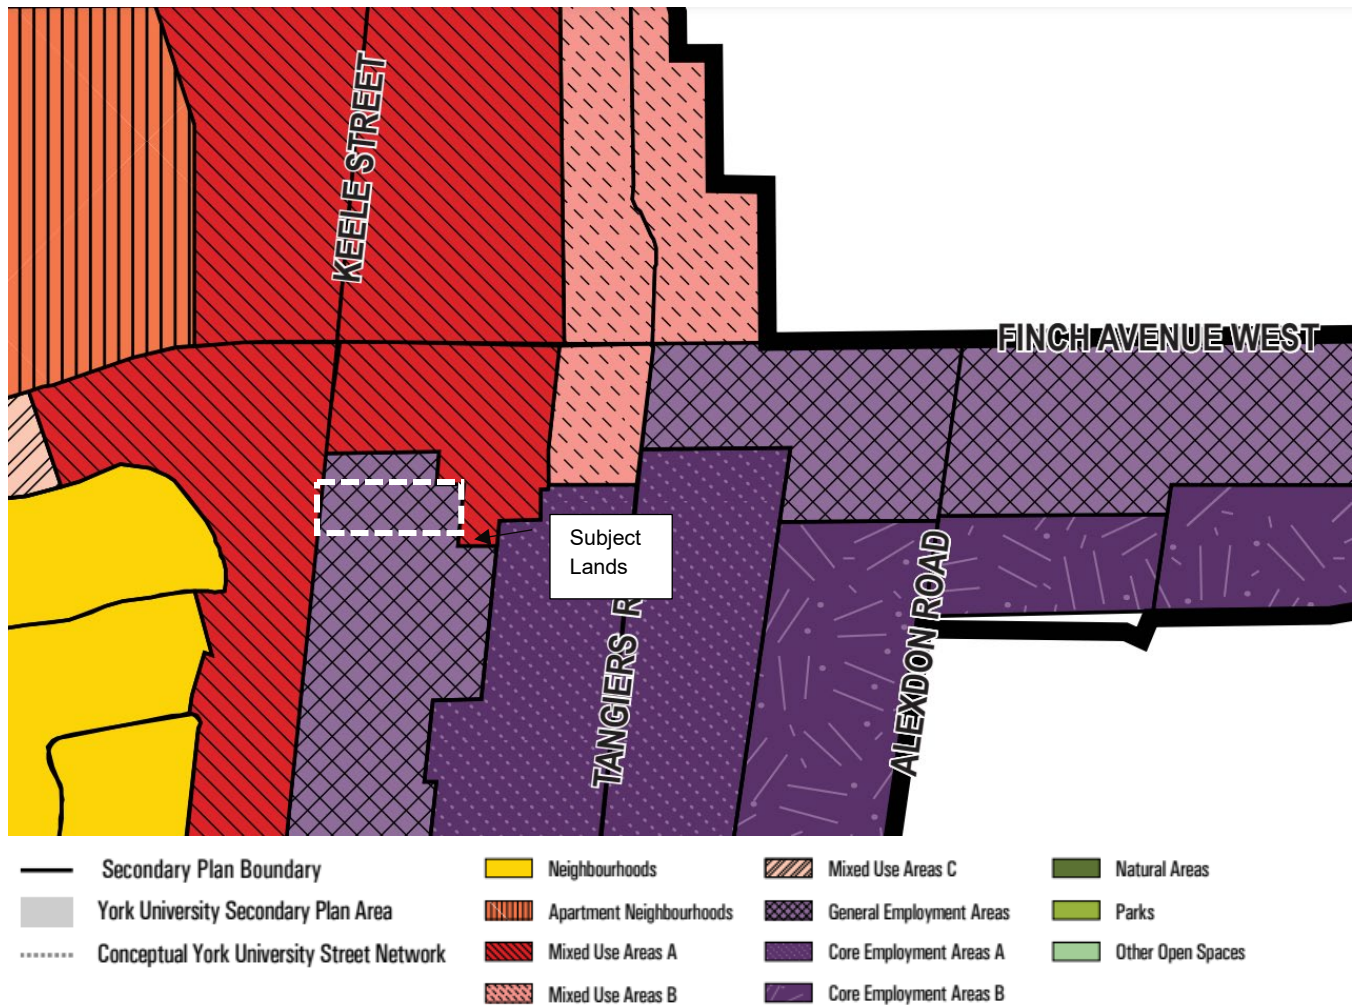 KEELE STREET
FINCH AVENUE WEST
Subject
Lands
TANGIERS R
ALEXDON ROAD
Secondary Plan Boundary
York University Secondary Plan Area
Conceptual York University Street Network
Neighbourhoods
Apartment Neighbourhoods
Mixed Use Areas A
Mixed Use Areas B
Mixed Use Areas C
General Employment Areas
Core Employment Areas A
Core Employment Areas B
Natural Areas
Parks
Other Open Spaces